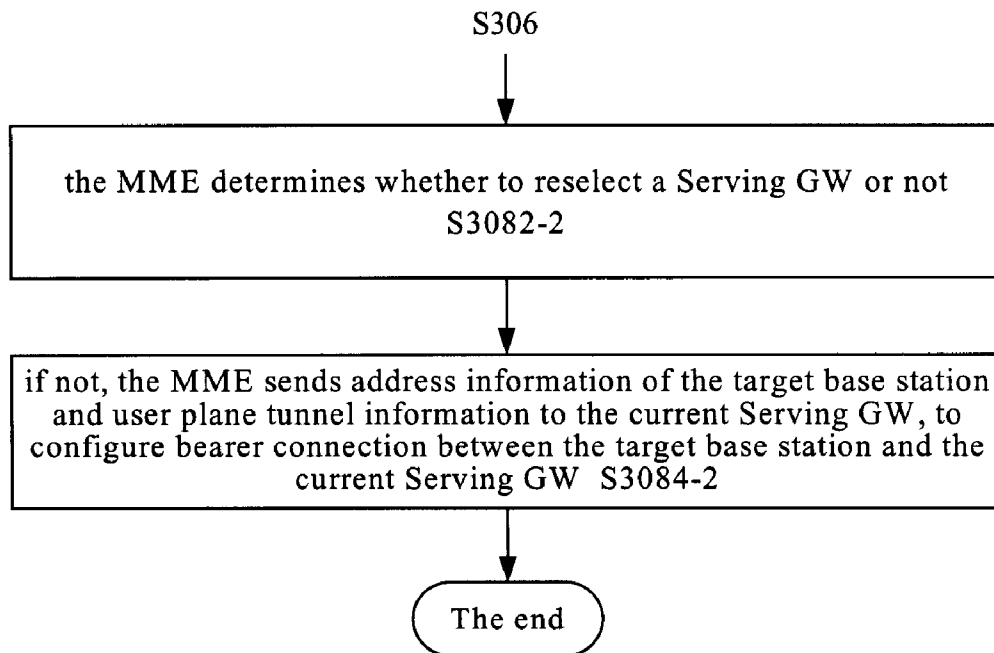 S306
the MME determines whether to reselect a Serving GW or not
S3082-2
if not, the MME sends address information of the target base station
and user plane tunnel information to the current Serving GW, to
configure bearer connection between the target base station and the
current Serving GW S3084-2
The end